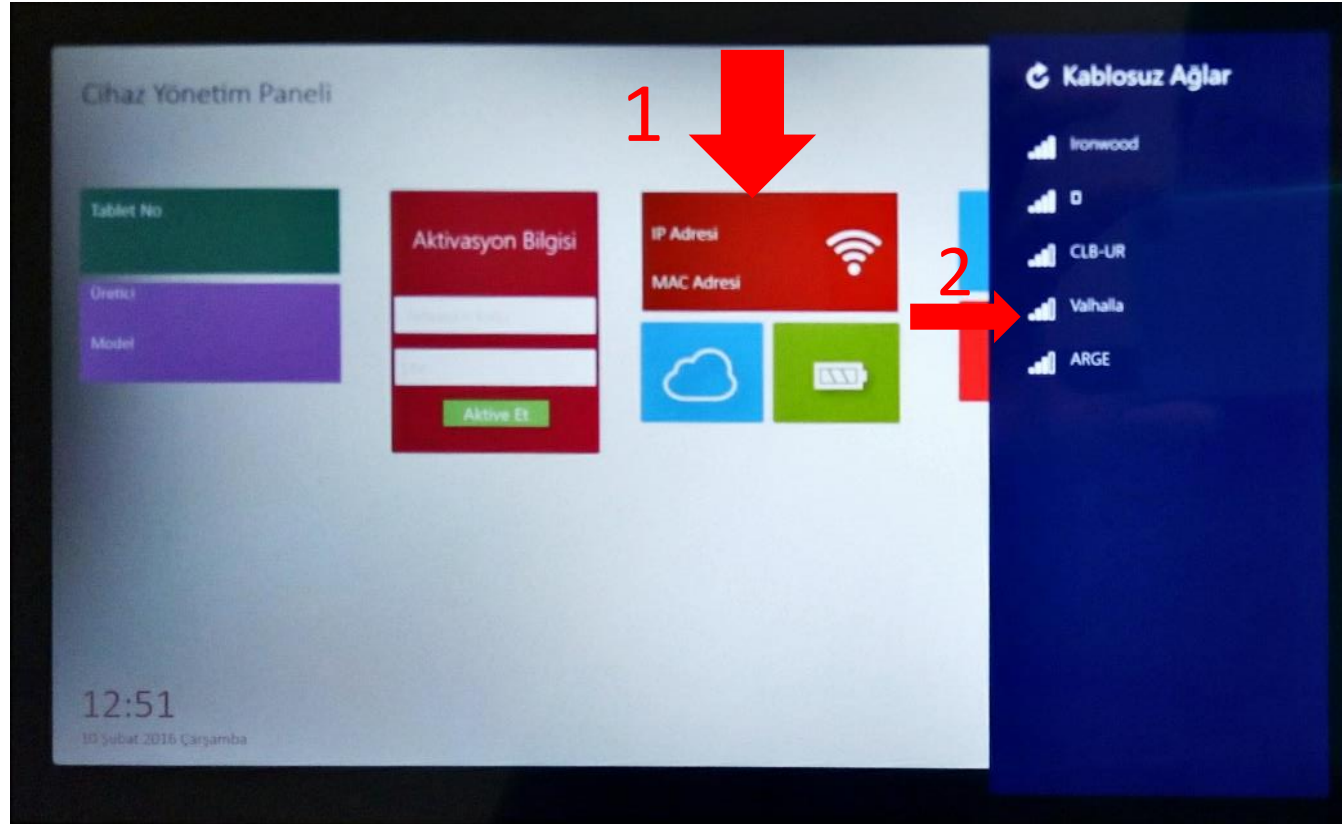 Cihaz Yönetim Paneli
1
Tablet No
Üretici
Model
Aktivasyon Bilgisi
Aktive Et
IP Adresi
MAC Adresi
2
Kablosuz Ağlar
Ironwood
D
CLB-UR
Valhalla
ARGE
12:51
10 Şubat 2016 Çarşamba